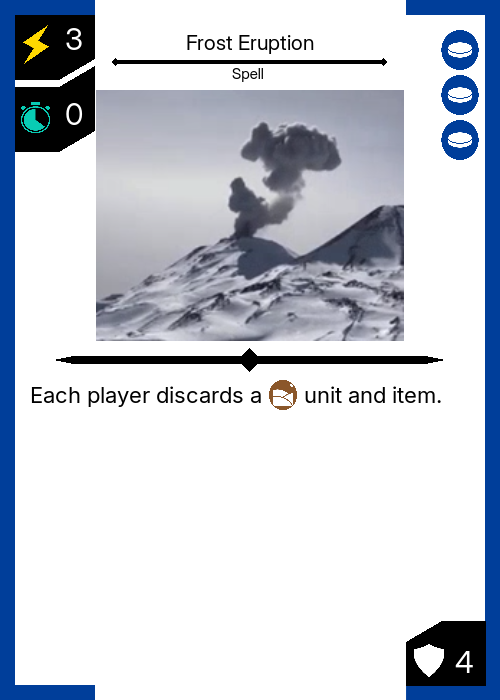 3
Frost Eruption
Spell
0
Each player discards a unit and item.
4